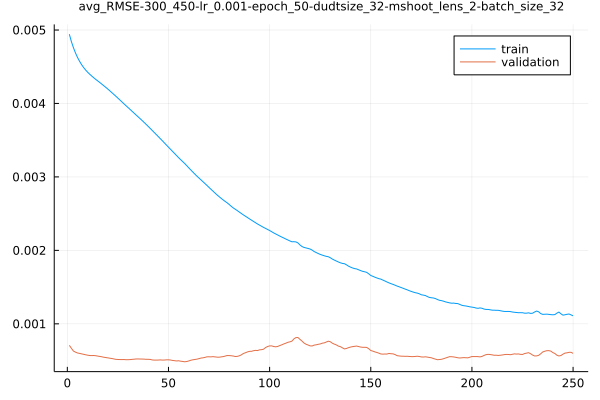 avg_RMSE-300_450-lr_0.001-epoch_50-dudtsize_32-mshoot_lens_2-batch_size_32
train
validation
0.005
0.004
0.003
0.002
0.001
0 50 100 150 200 250